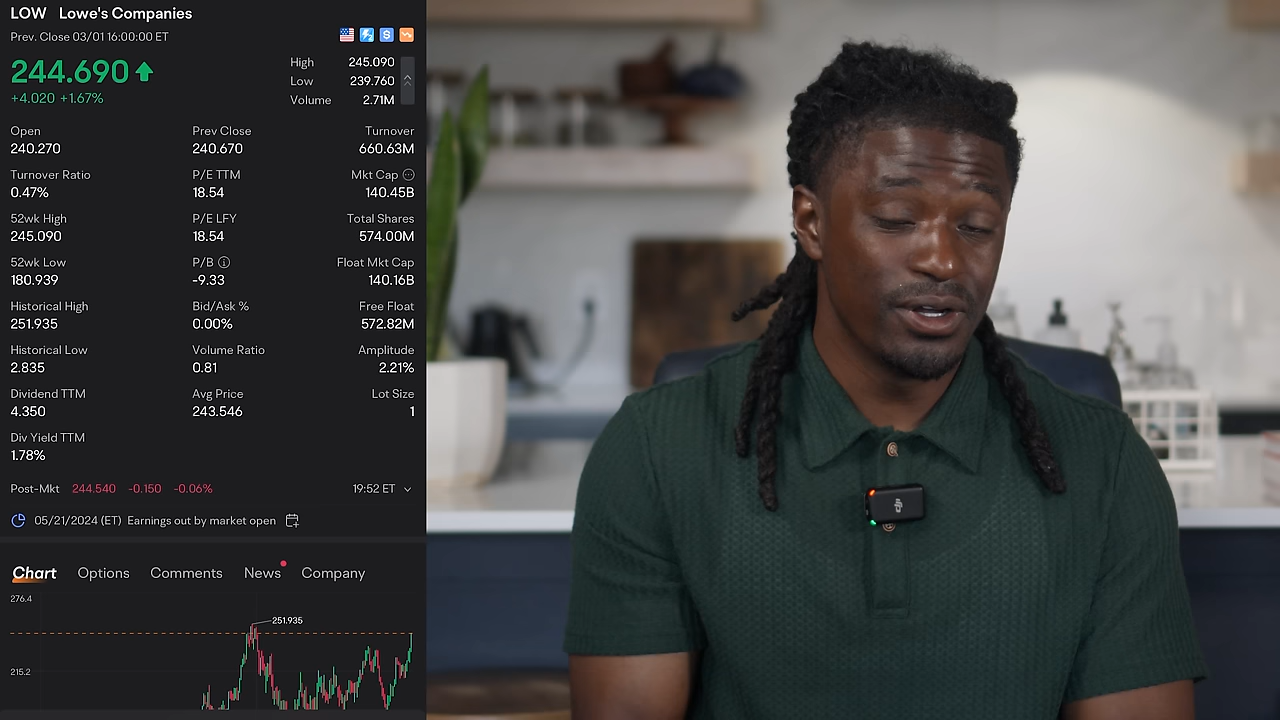 LOW Lowe's Companies
Prev. Close 03/01 16:00:00 ET
244.690
+4.020 +1.67%
High 245.090
Low 239.760
Volume 2.71M
Open Prev Close Turnover
240.270 240.670 660.63M
Turnover Ratio P/E TTM Mkt Cap
0.47% 18.54 140.45B
52wk High P/E LFY Total Shares
245.090 18.54 574.00M
52wk Low P/B Float Mkt Cap
180.939 -9.33 140.16B
Historical High Bid/Ask % Free Float
251.935 0.00% 572.82M
Historical Low Volume Ratio Amplitude
2.835 0.81 2.21%
Dividend TTM Avg Price Lot Size
4.350 243.546 1
Div Yield TTM
1.78%
Post-Mkt 244.540 -0.150 -0.06% 19:52 ET
05/21/2024 (ET) Earnings out by market open
Chart Options Comments News Company
276.4
251.935
215.2
dji